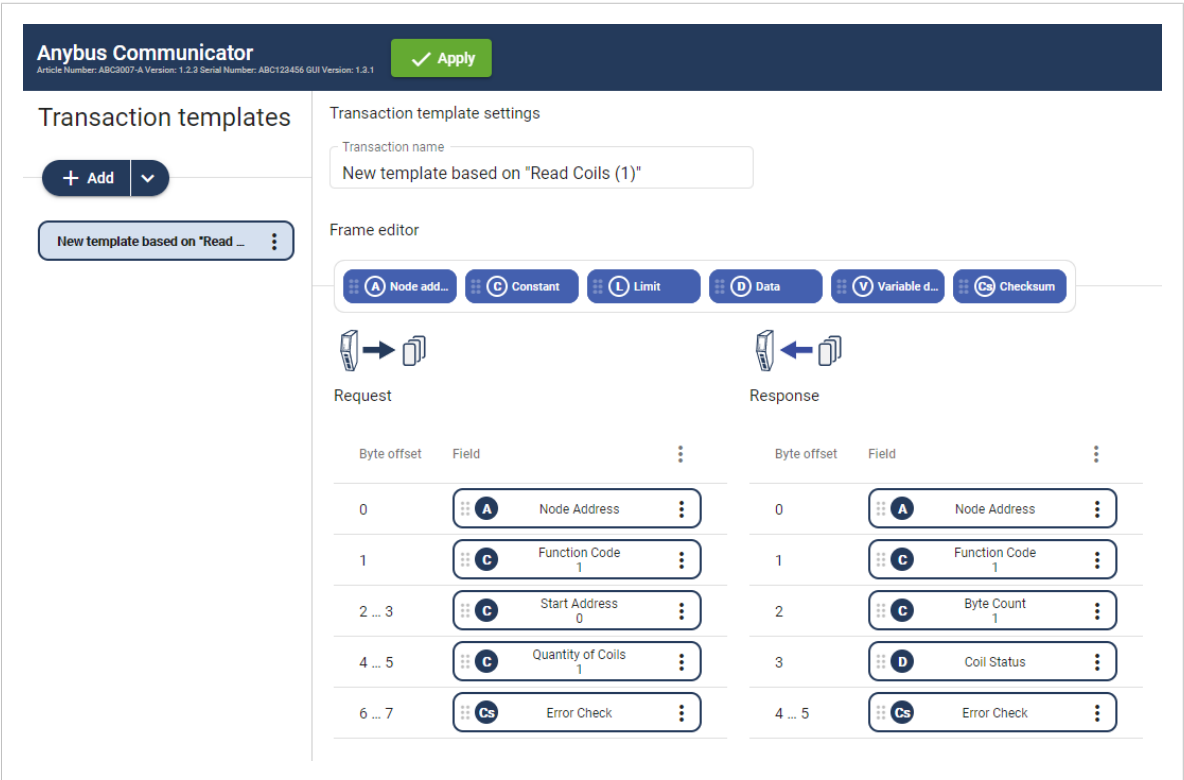 Anybus Communicator
Article Number: ABC3007-A Version: 1.2.3 Serial Number: ABC123456 GUI Version: 1.3.1
Apply
Transaction templates
Add
New template based on "Read ...
Transaction template settings
Transaction name
New template based on "Read Coils (1)"
Frame editor
A Node add...
C Constant
L Limit
D Data
V Variable d...
Cs Checksum
Request
Byte offset Field
0 A Node Address
1 C Function Code
1
2 ... 3 C Start Address
0
4 ... 5 C Quantity of Coils
1
6 ... 7 Cs Error Check
Response
Byte offset Field
0 A Node Address
1 C Function Code
1
2 C Byte Count
1
3 D Coil Status
4 ... 5 Cs Error Check